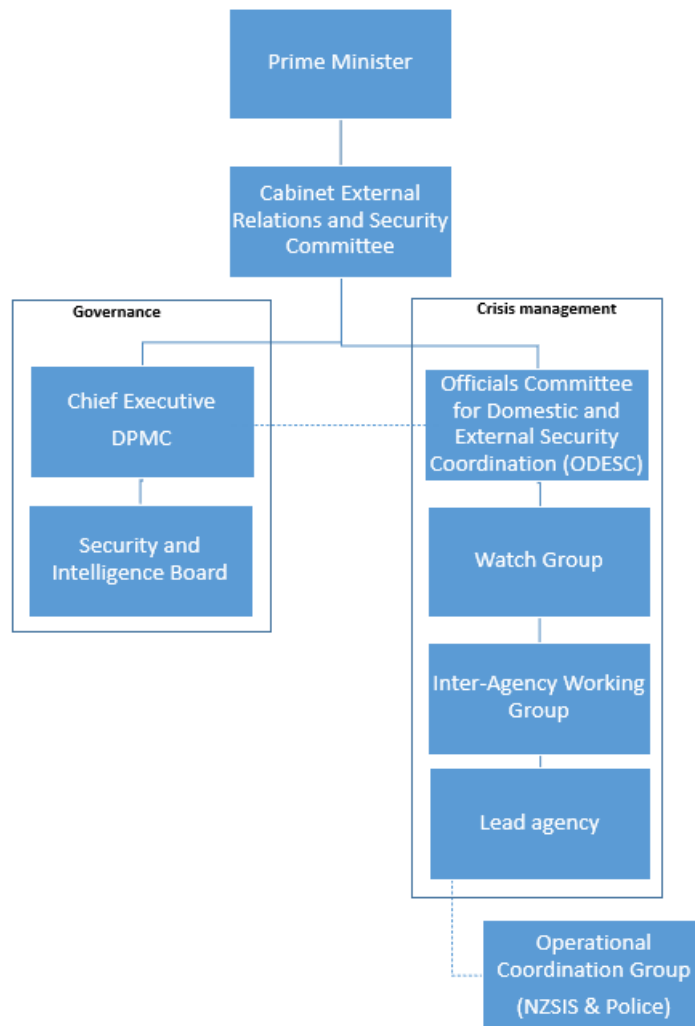 Prime Minister
Cabinet External
Relations and Security
Committee
Governance
Chief Executive
DPMC
Security and
Intelligence Board
Crisis management
Officials Committee
for Domestic and
External Security
Coordination (ODESC)
Watch Group
Inter-Agency Working
Group
Lead agency
Operational
Coordination Group
(NZSIS & Police)